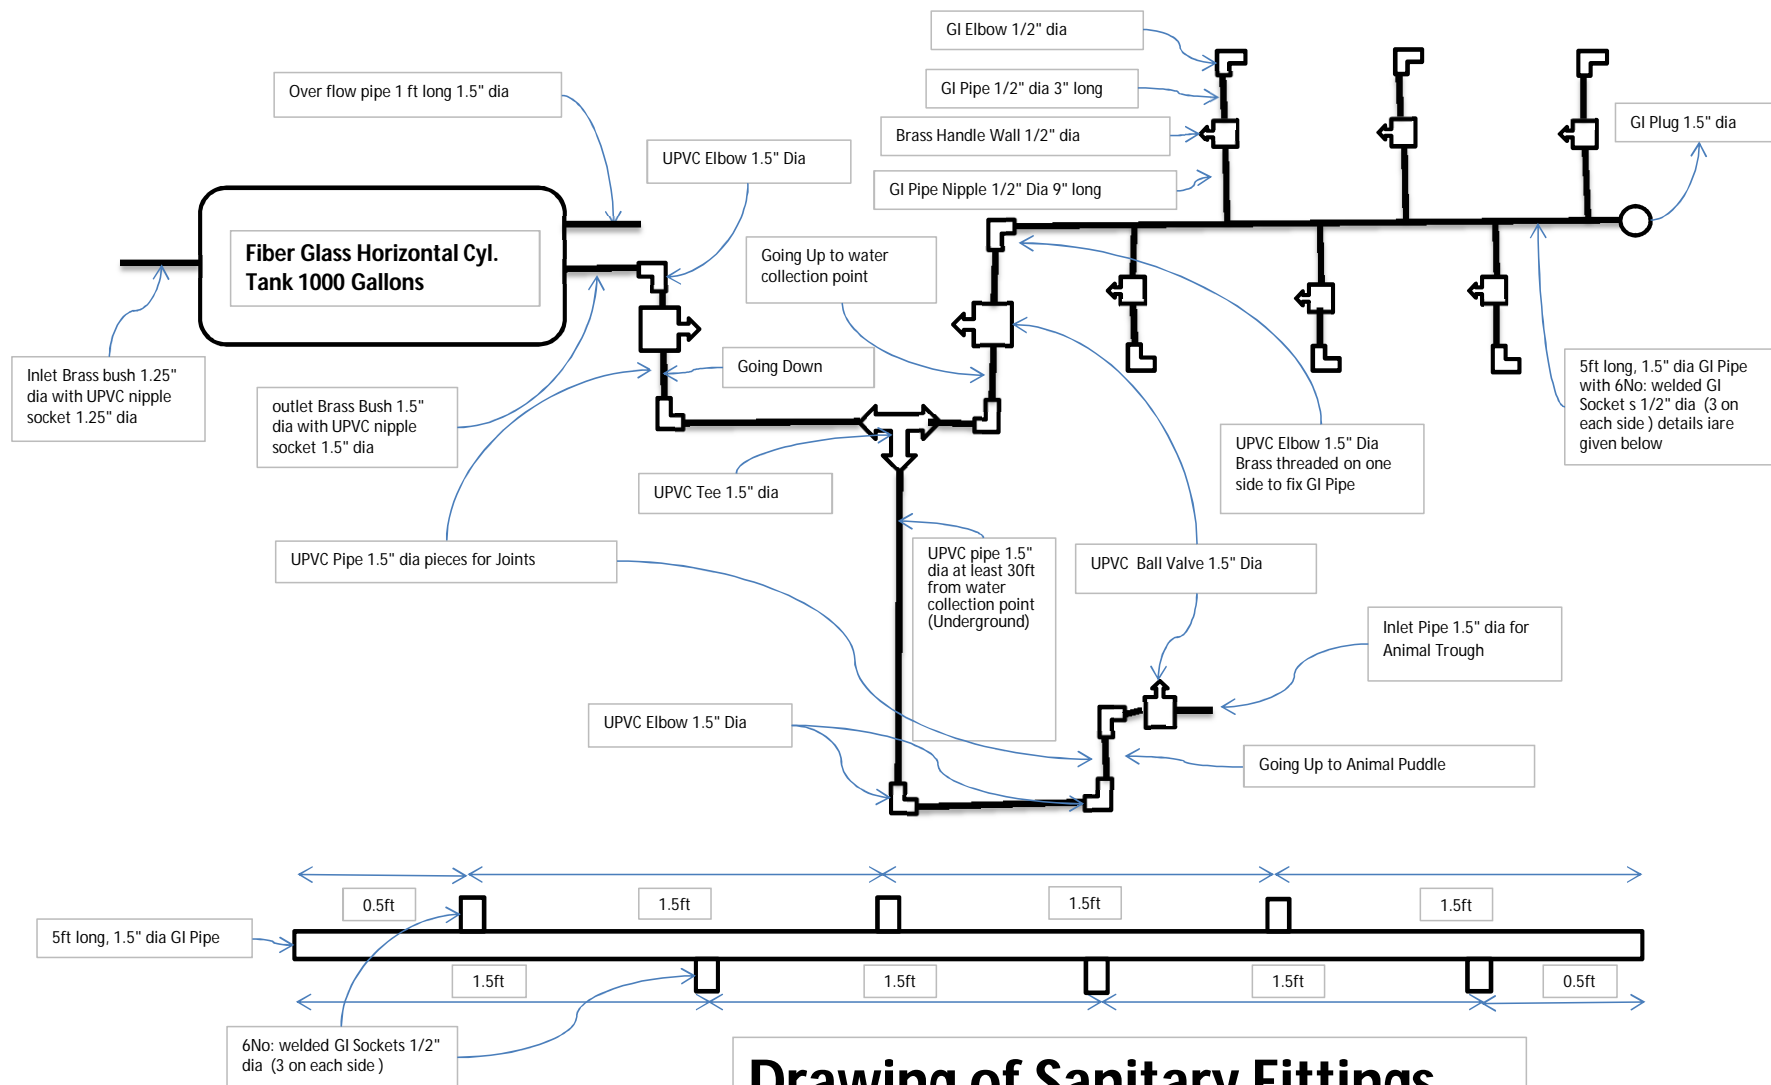 GI Elbow 1/2" dia
Over flow pipe 1 ft long 1.5" dia
GI Pipe 1/2" dia 3" long
GI Plug 1.5" dia
Brass Handle Wall 1/2" dia
UPVC Elbow 1.5" Dia
GI Pipe Nipple 1/2" Dia 9" long
Fiber Glass Horizontal Cyl.
Tank 1000 Gallons
Going Up to water
collection point
Inlet Brass bush 1.25"
dia with UPVC nipple
socket 1.25" dia
Going Down
outlet Brass Bush 1.5"
dia with UPVC nipple
socket 1.5" dia
5ft long, 1.5" dia GI Pipe
with 6No: welded GI
Socket s 1/2" dia (3 on
each side ) details iare
given below
UPVC Elbow 1.5" Dia
Brass threaded on one
side to fix GI Pipe
UPVC Tee 1.5" dia
UPVC Pipe 1.5" dia pieces for Joints
UPVC pipe 1.5"
dia at least 30ft
from water
collection point
(Underground)
UPVC Ball Valve 1.5" Dia
Inlet Pipe 1.5" dia for
Animal Trough
UPVC Elbow 1.5" Dia
Going Up to Animal Puddle
0.5ft
1.5ft
1.5ft
1.5ft
5ft long, 1.5" dia GI Pipe
1.5ft
1.5ft
1.5ft
0.5ft
6No: welded GI Sockets 1/2"
dia (3 on each side )
Drawing of Sanitary Fittings